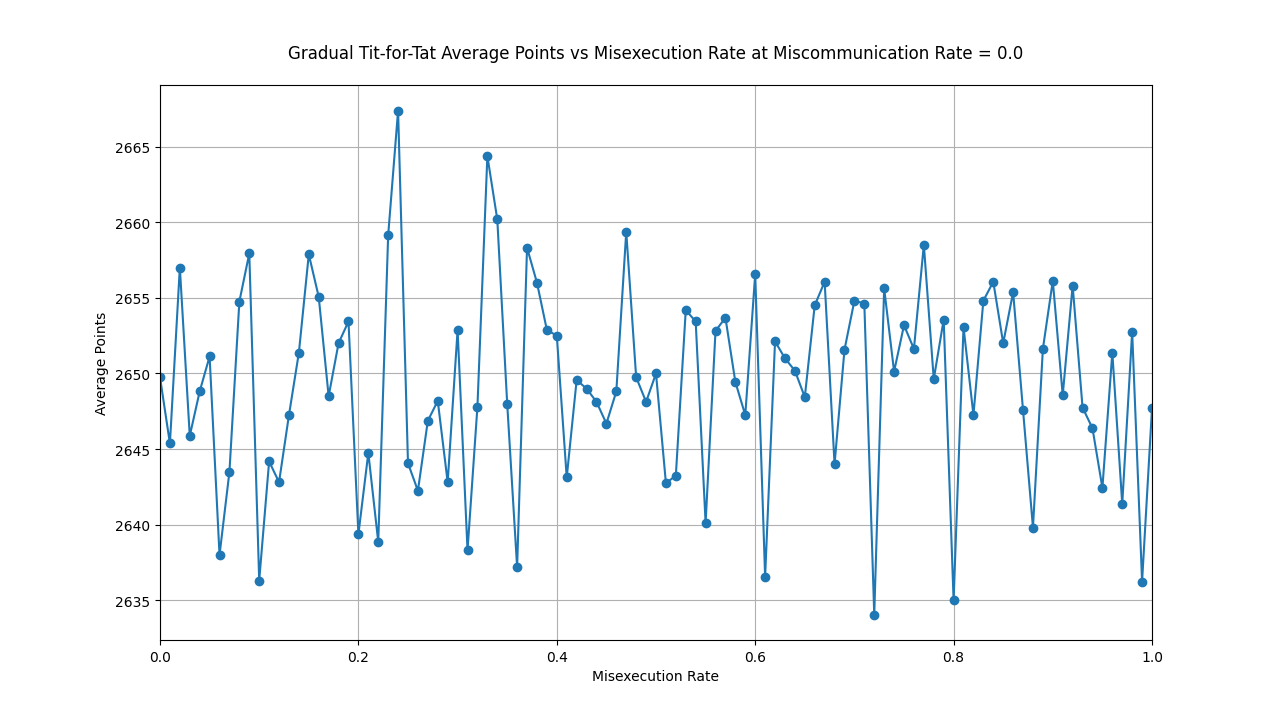 Gradual Tit-for-Tat Average Points vs Misexecution Rate at Miscommunication Rate = 0.0
Average Points
2665
2660
2655
2650
2645
2640
2635
0.0 0.2 0.4 0.6 0.8 1.0
Misexecution Rate